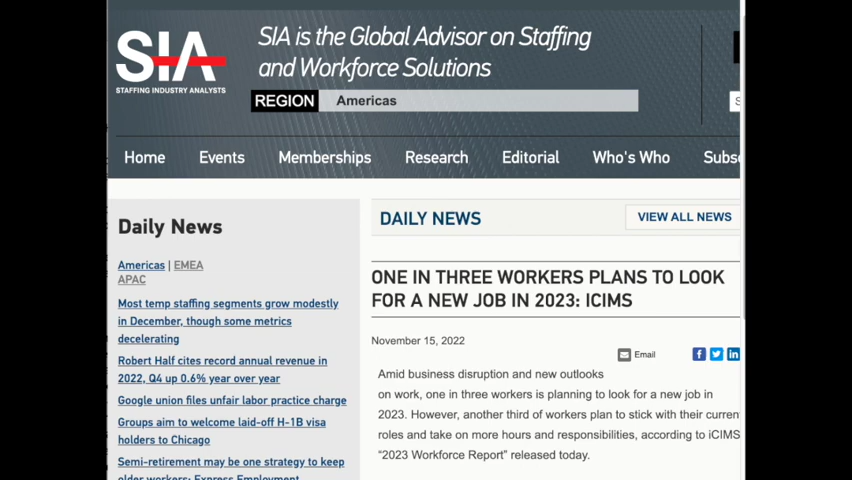 SIA
STAFFING INDUSTRY ANALYSTS
SIA is the Global Advisor on Staffing
and Workforce Solutions
REGION Americas
Home Events Memberships Research Editorial Who's Who
Daily News
Americas | EMEA
APAC
Most temp staffing segments grow modestly
in December, though some metrics
decelerating
Robert Half cites record annual revenue in
2022, Q4 up 0.6% year over year
Google union files unfair labor practice charge
Groups aim to welcome laid-off H-1B visa
holders to Chicago
Semi-retirement may be one strategy to keep
older workers: Express Employment
DAILY NEWS
VIEW ALL NEWS
ONE IN THREE WORKERS PLANS TO LOOK
FOR A NEW JOB IN 2023: ICIMS
November 15, 2022
Email
Amid business disruption and new outlooks
on work, one in three workers is planning to look for a new job in
2023. However, another third of workers plan to stick with their curren
roles and take on more hours and responsibilities, according to iCIMS
“2023 Workforce Report” released today.